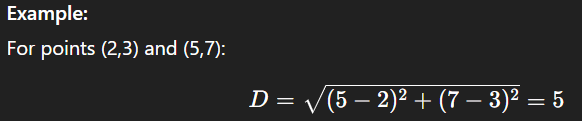 Example:
For points (2,3) and (5,7):
D = √(5 − 2)² + (7 − 3)² = 5